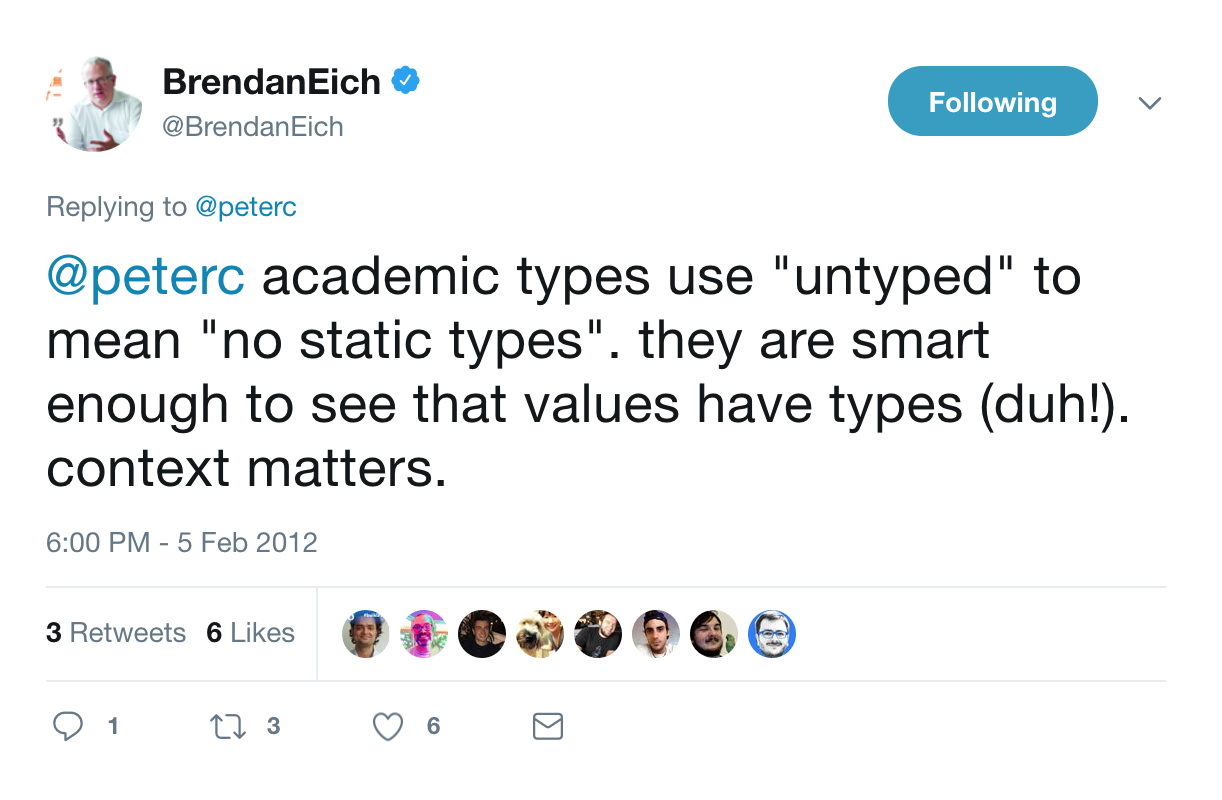 BrendanEich
@BrendanEich
Following
Replying to @peterc
@peterc academic types use "untyped" to
mean "no static types". they are smart
enough to see that values have types (duh!).
context matters.
6:00 PM - 5 Feb 2012
3 Retweets 6 Likes
1 3 6